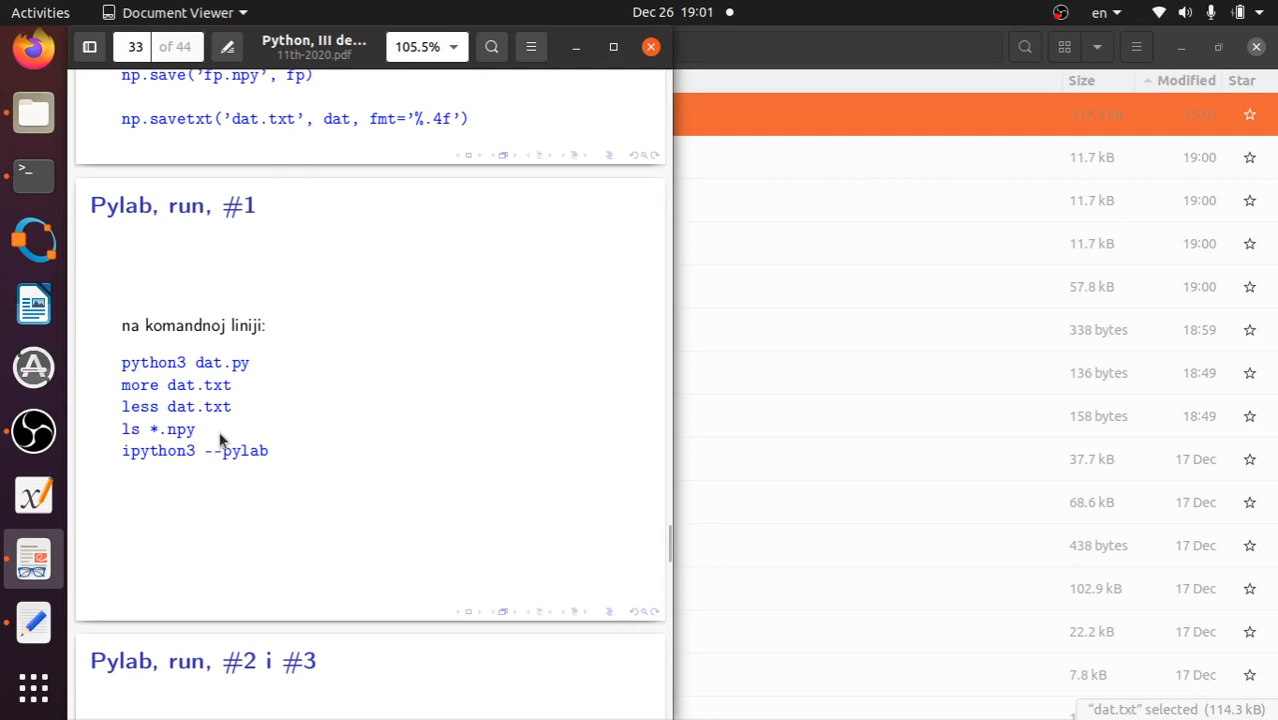 Activities Document Viewer Dec 26 19:01 en
33 of 44 Python, III de... 105.5%
11th-2020.pdf
Size Modified Star
np.save('fp.npy', fp)
np.savetxt('dat.txt', dat, fmt='%.4f')
11.7 kB 19:00
Pylab, run, #1
11.7 kB 19:00
11.7 kB 19:00
57.8 kB 19:00
na komandnoj liniji:
338 bytes 18:59
python3 dat.py
136 bytes 18:49
more dat.txt
less dat.txt
158 bytes 18:49
ls *.npy
ipython3 --pylab
37.7 kB 17 Dec
68.6 kB 17 Dec
438 bytes 17 Dec
102.9 kB 17 Dec
22.2 kB 17 Dec
Pylab, run, #2 i #3
7.8 kB 17 Dec
"dat.txt" selected (114.3 kB)